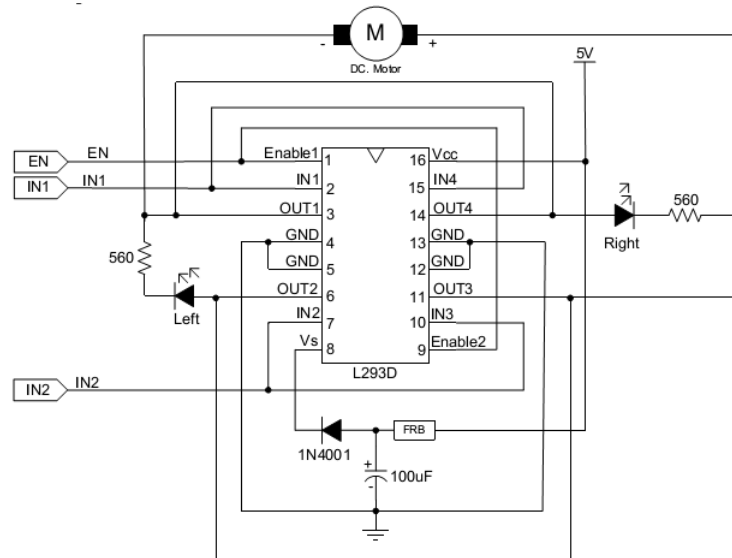 M
- +
DC. Motor
5V
EN EN Enable1 1 16 Vcc
IN1 IN1 IN1 2 15 IN4
OUT1 3 14 OUT4 560
GND 4 13 GND Right
560 GND 5 12 GND
OUT2 6 11 OUT3
Left IN2 7 10 IN3
Vs 8 9 Enable2
L293D
IN2 IN2
FRB
1N4001
+ 100uF
-